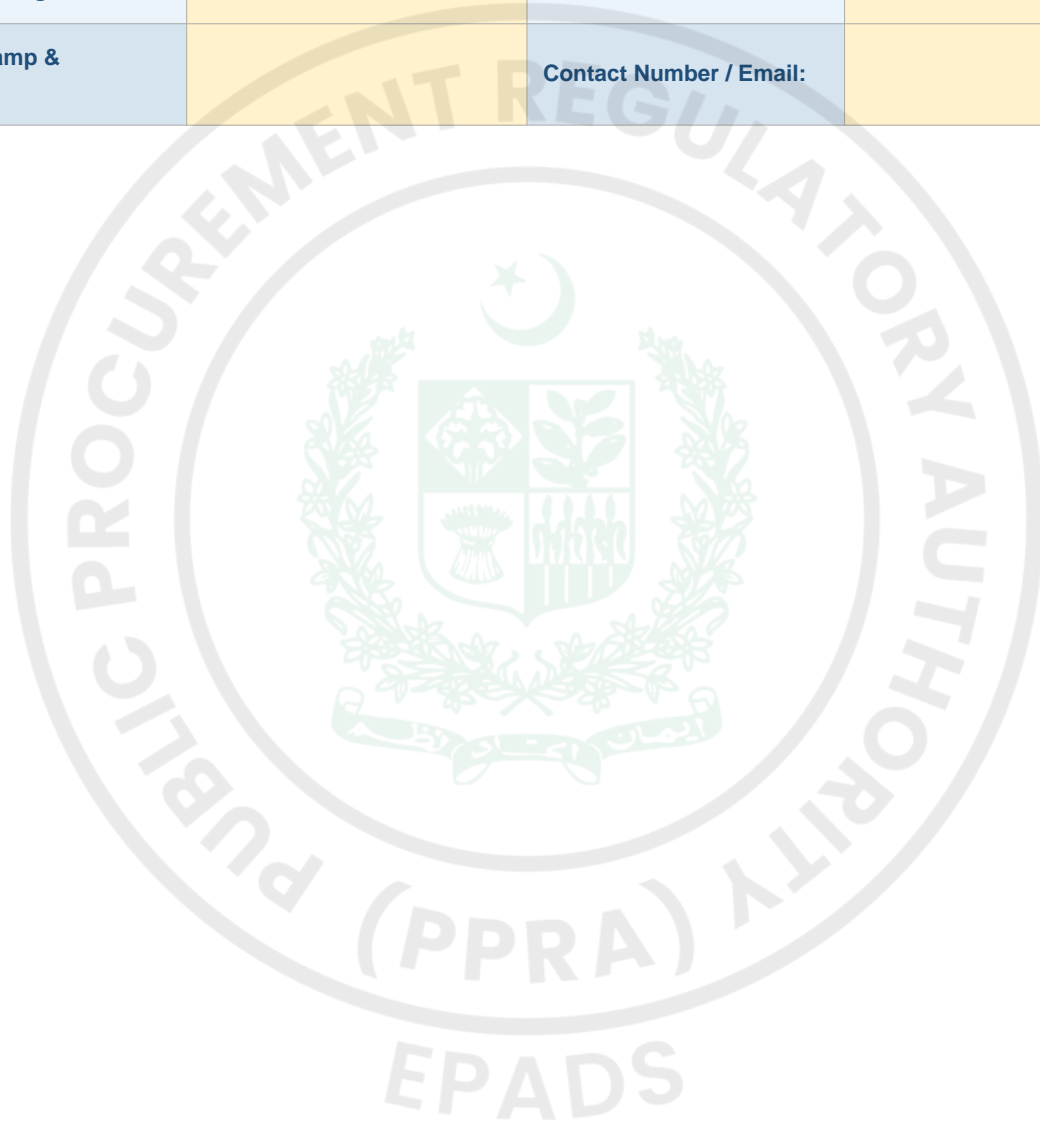 amp &
Contact Number / Email:
PUBLIC PROCUREMENT REGULATORY AUTHORITY
(PPRA)
EPADS